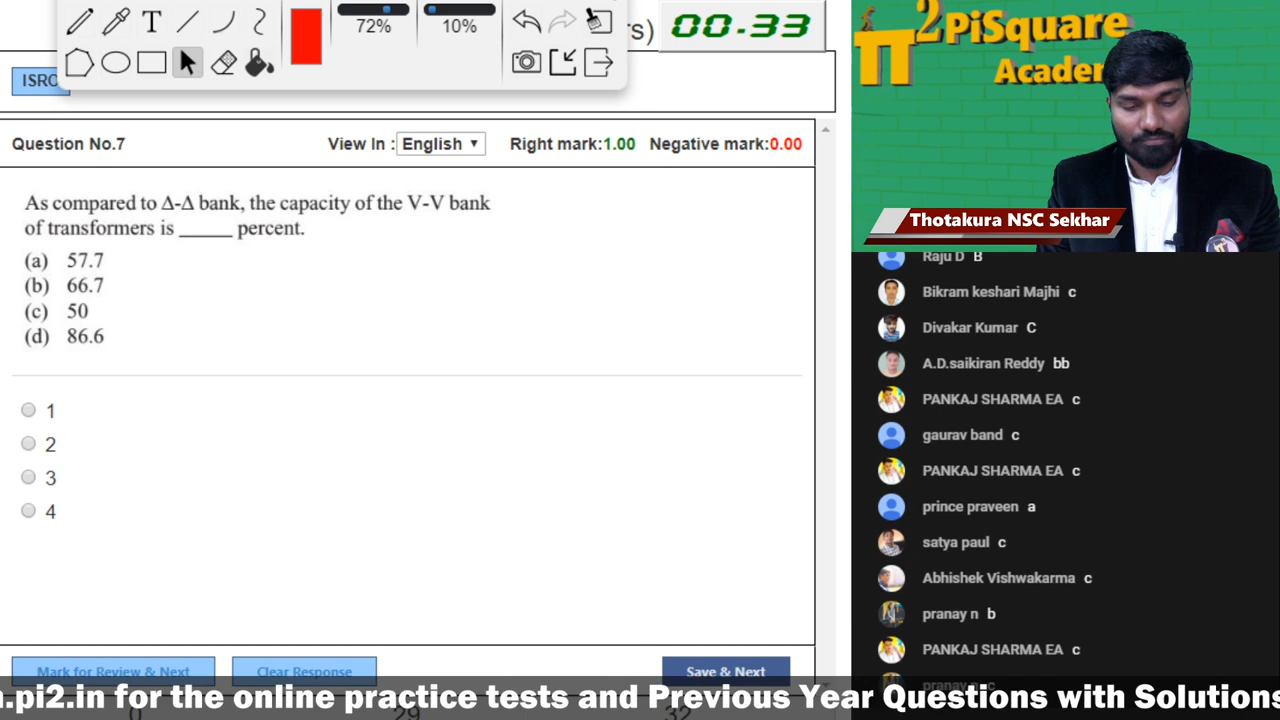 T
72%
10%
s)
00.33
ISRO
Question No.7
View In :
English
Right mark:1.00
Negative mark:0.00
As compared to Δ-Δ bank, the capacity of the V-V bank
of transformers is _____ percent.
(a) 57.7
(b) 66.7
(c) 50
(d) 86.6
1
2
3
4
Mark for Review & Next
Clear Response
Save & Next
π2 PiSquare
Academ
Thotakura NSC Sekhar
Raju D B
Bikram keshari Majhi c
Divakar Kumar C
A.D.saikiran Reddy bb
PANKAJ SHARMA EA c
gaurav band c
PANKAJ SHARMA EA c
prince praveen a
satya paul c
Abhishek Vishwakarma c
pranay n b
PANKAJ SHARMA EA c
.pi2.in for the online practice tests and Previous Year Questions with Solutions